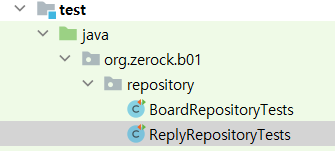 test
java
org.zerock.b01
repository
BoardRepositoryTests
ReplyRepositoryTests